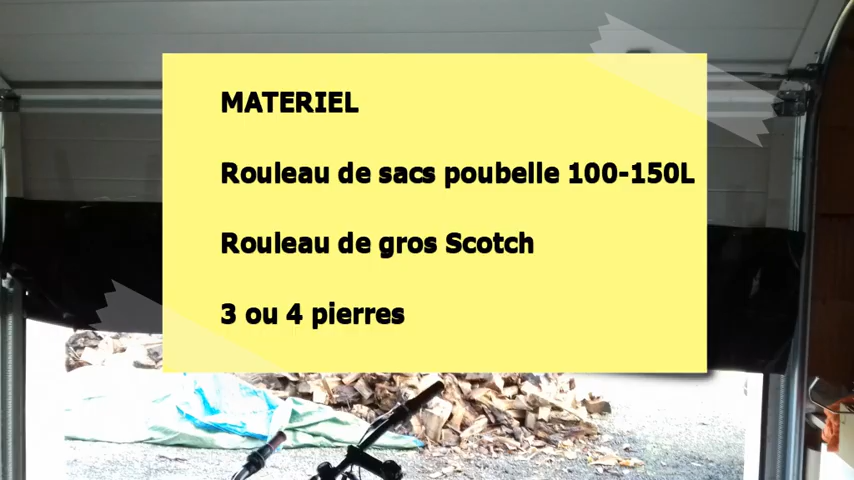 MATERIEL
Rouleau de sacs poubelle 100-150L
Rouleau de gros Scotch
3 ou 4 pierres